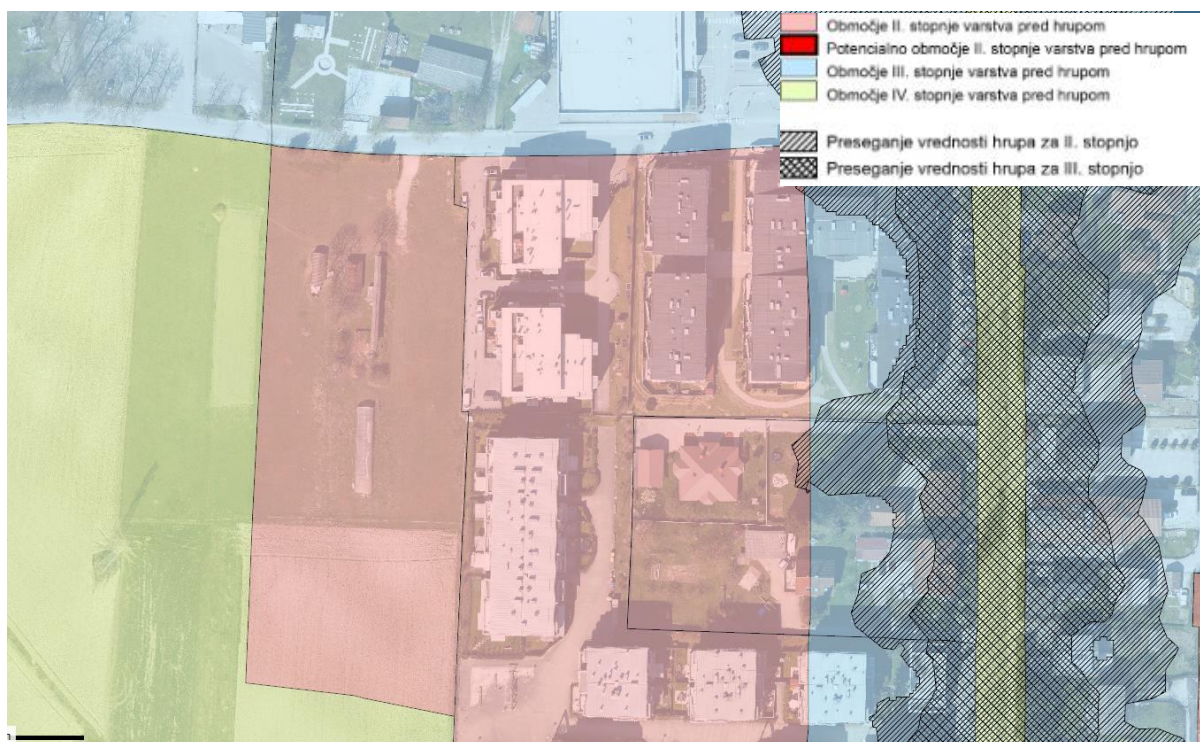 Območje II. stopnje varstva pred hrupom
Potencialno območje II. stopnje varstva pred hrupom
Območje III. stopnje varstva pred hrupom
Območje IV. stopnje varstva pred hrupom
Preseganje vrednosti hrupa za II. stopnjo
Preseganje vrednosti hrupa za III. stopnjo